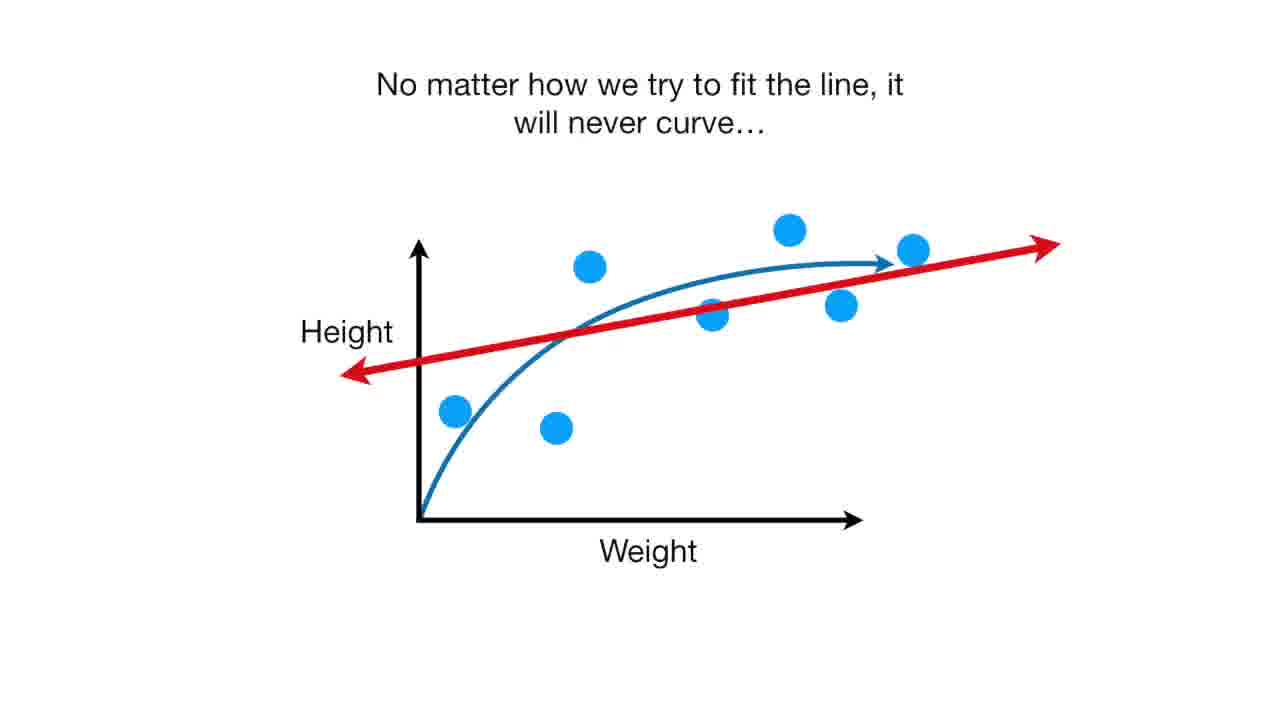 No matter how we try to fit the line, it
will never curve…
Height
Weight